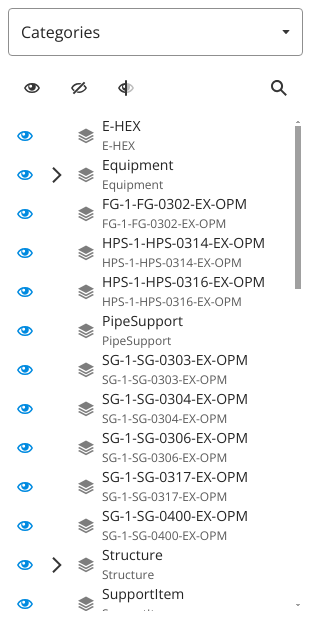 Categories
E-HEX
E-HEX
Equipment
Equipment
FG-1-FG-0302-EX-OPM
FG-1-FG-0302-EX-OPM
HPS-1-HPS-0314-EX-OPM
HPS-1-HPS-0314-EX-OPM
HPS-1-HPS-0316-EX-OPM
HPS-1-HPS-0316-EX-OPM
PipeSupport
PipeSupport
SG-1-SG-0303-EX-OPM
SG-1-SG-0303-EX-OPM
SG-1-SG-0304-EX-OPM
SG-1-SG-0304-EX-OPM
SG-1-SG-0306-EX-OPM
SG-1-SG-0306-EX-OPM
SG-1-SG-0317-EX-OPM
SG-1-SG-0317-EX-OPM
SG-1-SG-0400-EX-OPM
SG-1-SG-0400-EX-OPM
Structure
Structure
SupportItem